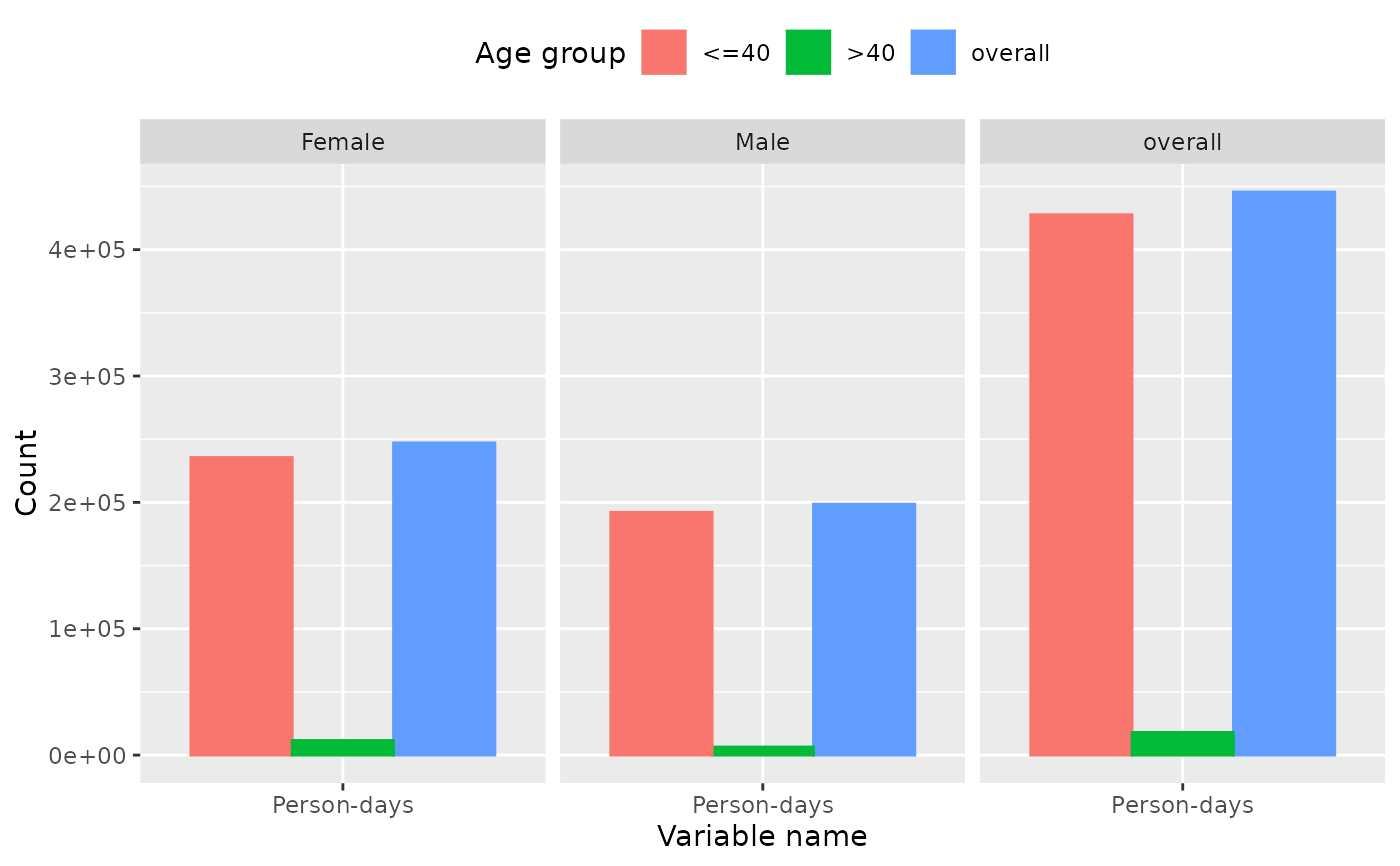 Age group <=40 >40 overall
Female Male overall
4e+05
3e+05
2e+05
1e+05
0e+00
Count
Person-days Person-days Person-days
Variable name